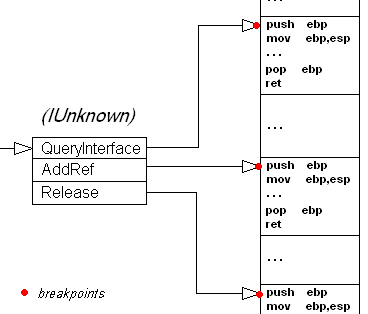 ...
push ebp
mov ebp,esp
...
pop ebp
ret
(IUnknown)
...
QueryInterface
AddRef
Release
push ebp
mov ebp,esp
...
pop ebp
ret
...
breakpoints
push ebp
mov ebp,esp